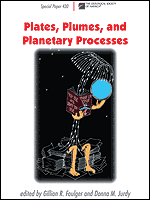 Special Paper 430
THE GEOLOGICAL SOCIETY
OF AMERICA
Plates, Plumes, and
Planetary Processes
edited by Gillian R. Foulger and Donna M. Jurdy